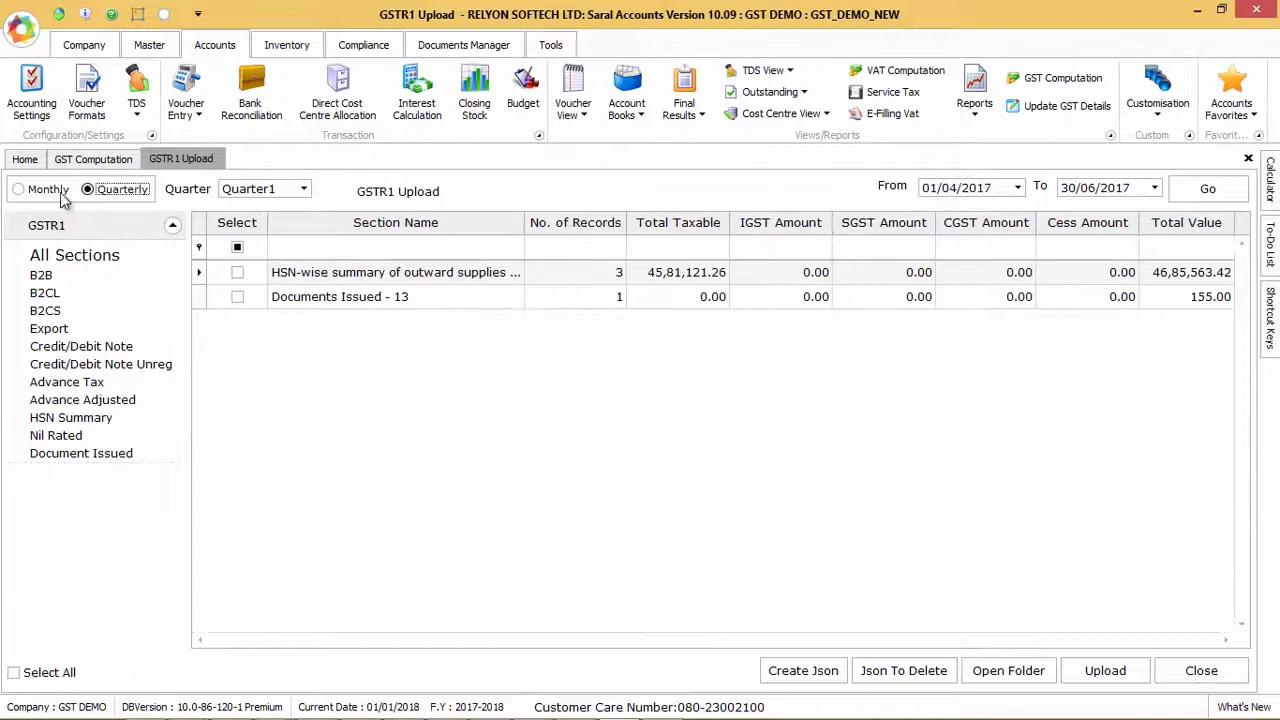 GSTR1 Upload - RELYON SOFTECH LTD: Saral Accounts Version 10.09 : GST DEMO : GST_DEMO_NEW
Company Master Accounts Inventory Compliance Documents Manager Tools
Accounting Settings
Voucher Formats
TDS
Voucher Entry
Bank Reconciliation
Direct Cost Centre Allocation
Interest Calculation
Closing Stock
Budget
Voucher View
Account Books
Final Results
TDS View
Outstanding
Cost Centre View
VAT Computation
Service Tax
E-Filling Vat
Reports
GST Computation
Update GST Details
Customisation
Accounts Favorites
Configuration/Settings Transaction Views/Reports Custom Favorit...
Home GST Computation GSTR1 Upload
Monthly Quarterly Quarter Quarter1 GSTR1 Upload From 01/04/2017 To 30/06/2017 Go
GSTR1
All Sections
B2B
B2CL
B2CS
Export
Credit/Debit Note
Credit/Debit Note Unreg
Advance Tax
Advance Adjusted
HSN Summary
Nil Rated
Document Issued
Select Section Name No. of Records Total Taxable IGST Amount SGST Amount CGST Amount Cess Amount Total Value
HSN-wise summary of outward supplies ... 3 45,81,121.26 0.00 0.00 0.00 0.00 46,85,563.42
Documents Issued - 13 1 0.00 0.00 0.00 0.00 0.00 155.00
Calculator
To-Do List
Shortcut Keys
Select All Create Json Json To Delete Open Folder Upload Close
Company : GST DEMO DBVersion : 10.0-86-120-1 Premium Current Date : 01/01/2018 F.Y : 2017-2018 Customer Care Number:080-23002100 What's New